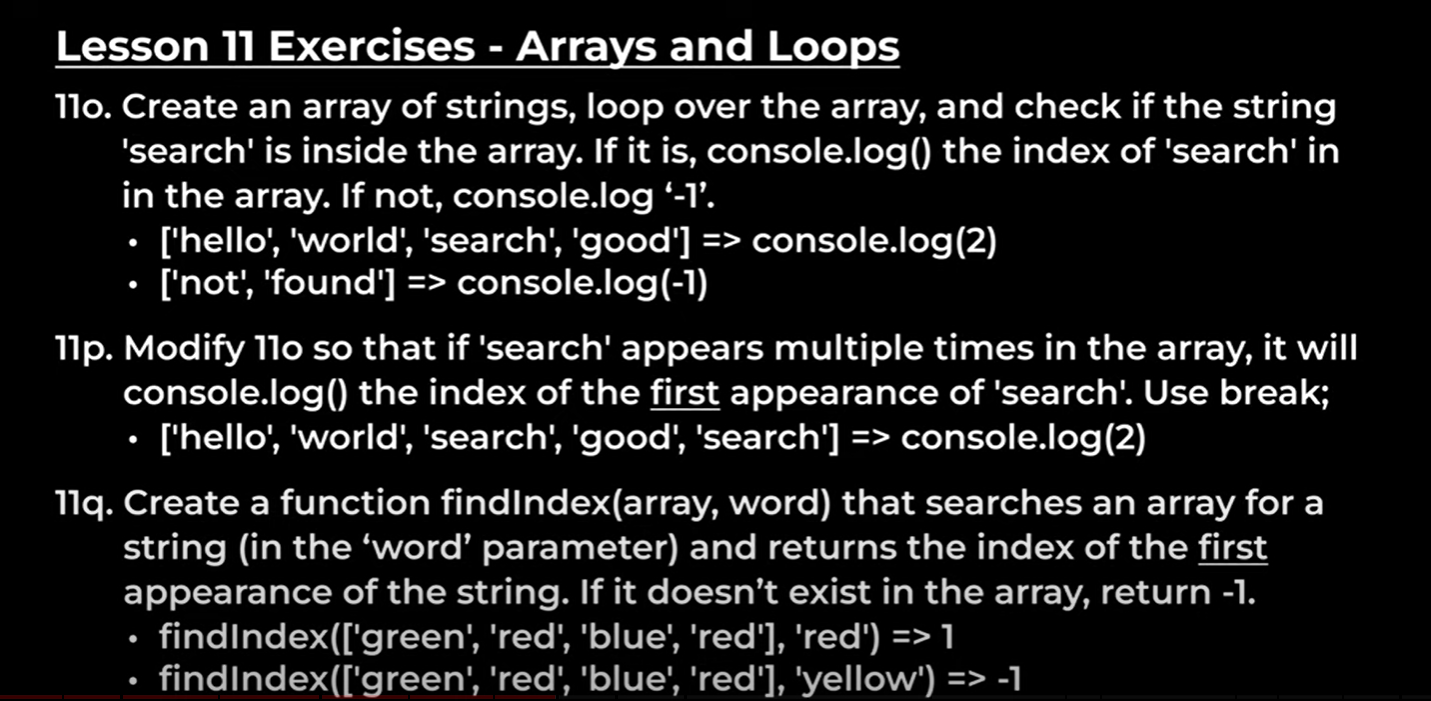 Lesson 11 Exercises - Arrays and Loops
11o. Create an array of strings, loop over the array, and check if the string
'search' is inside the array. If it is, console.log() the index of 'search' in
in the array. If not, console.log ‘-1’.
• ['hello', 'world', 'search', 'good'] => console.log(2)
• ['not', 'found'] => console.log(-1)
11p. Modify 11o so that if 'search' appears multiple times in the array, it will
console.log() the index of the first appearance of 'search'. Use break;
• ['hello', 'world', 'search', 'good', 'search'] => console.log(2)
11q. Create a function findIndex(array, word) that searches an array for a
string (in the ‘word’ parameter) and returns the index of the first
appearance of the string. If it doesn’t exist in the array, return -1.
• findIndex(['green', 'red', 'blue', 'red'], 'red') => 1
• findIndex(['green', 'red', 'blue', 'red'], 'yellow') => -1